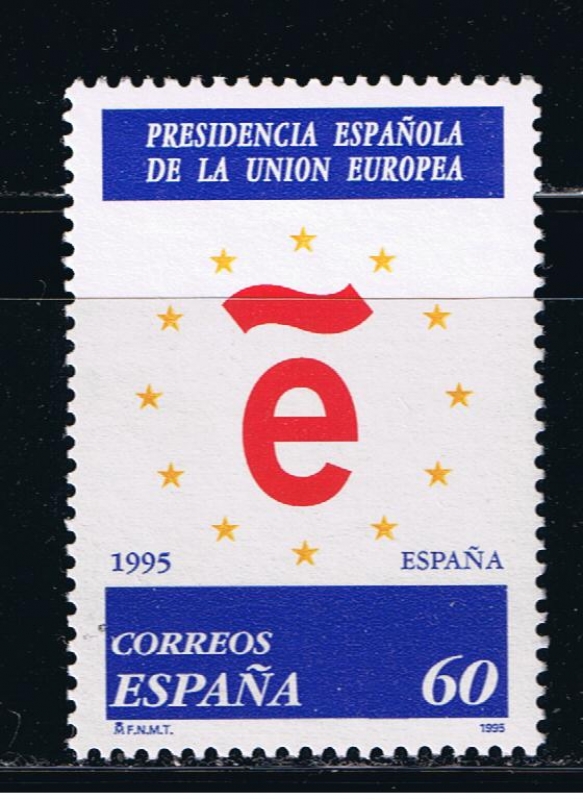 PRESIDENCIA ESPAÑOLA
DE LA UNION EUROPEA
ẽ
1995 ESPAÑA
CORREOS
ESPAÑA 60
F.N.M.T. 1995